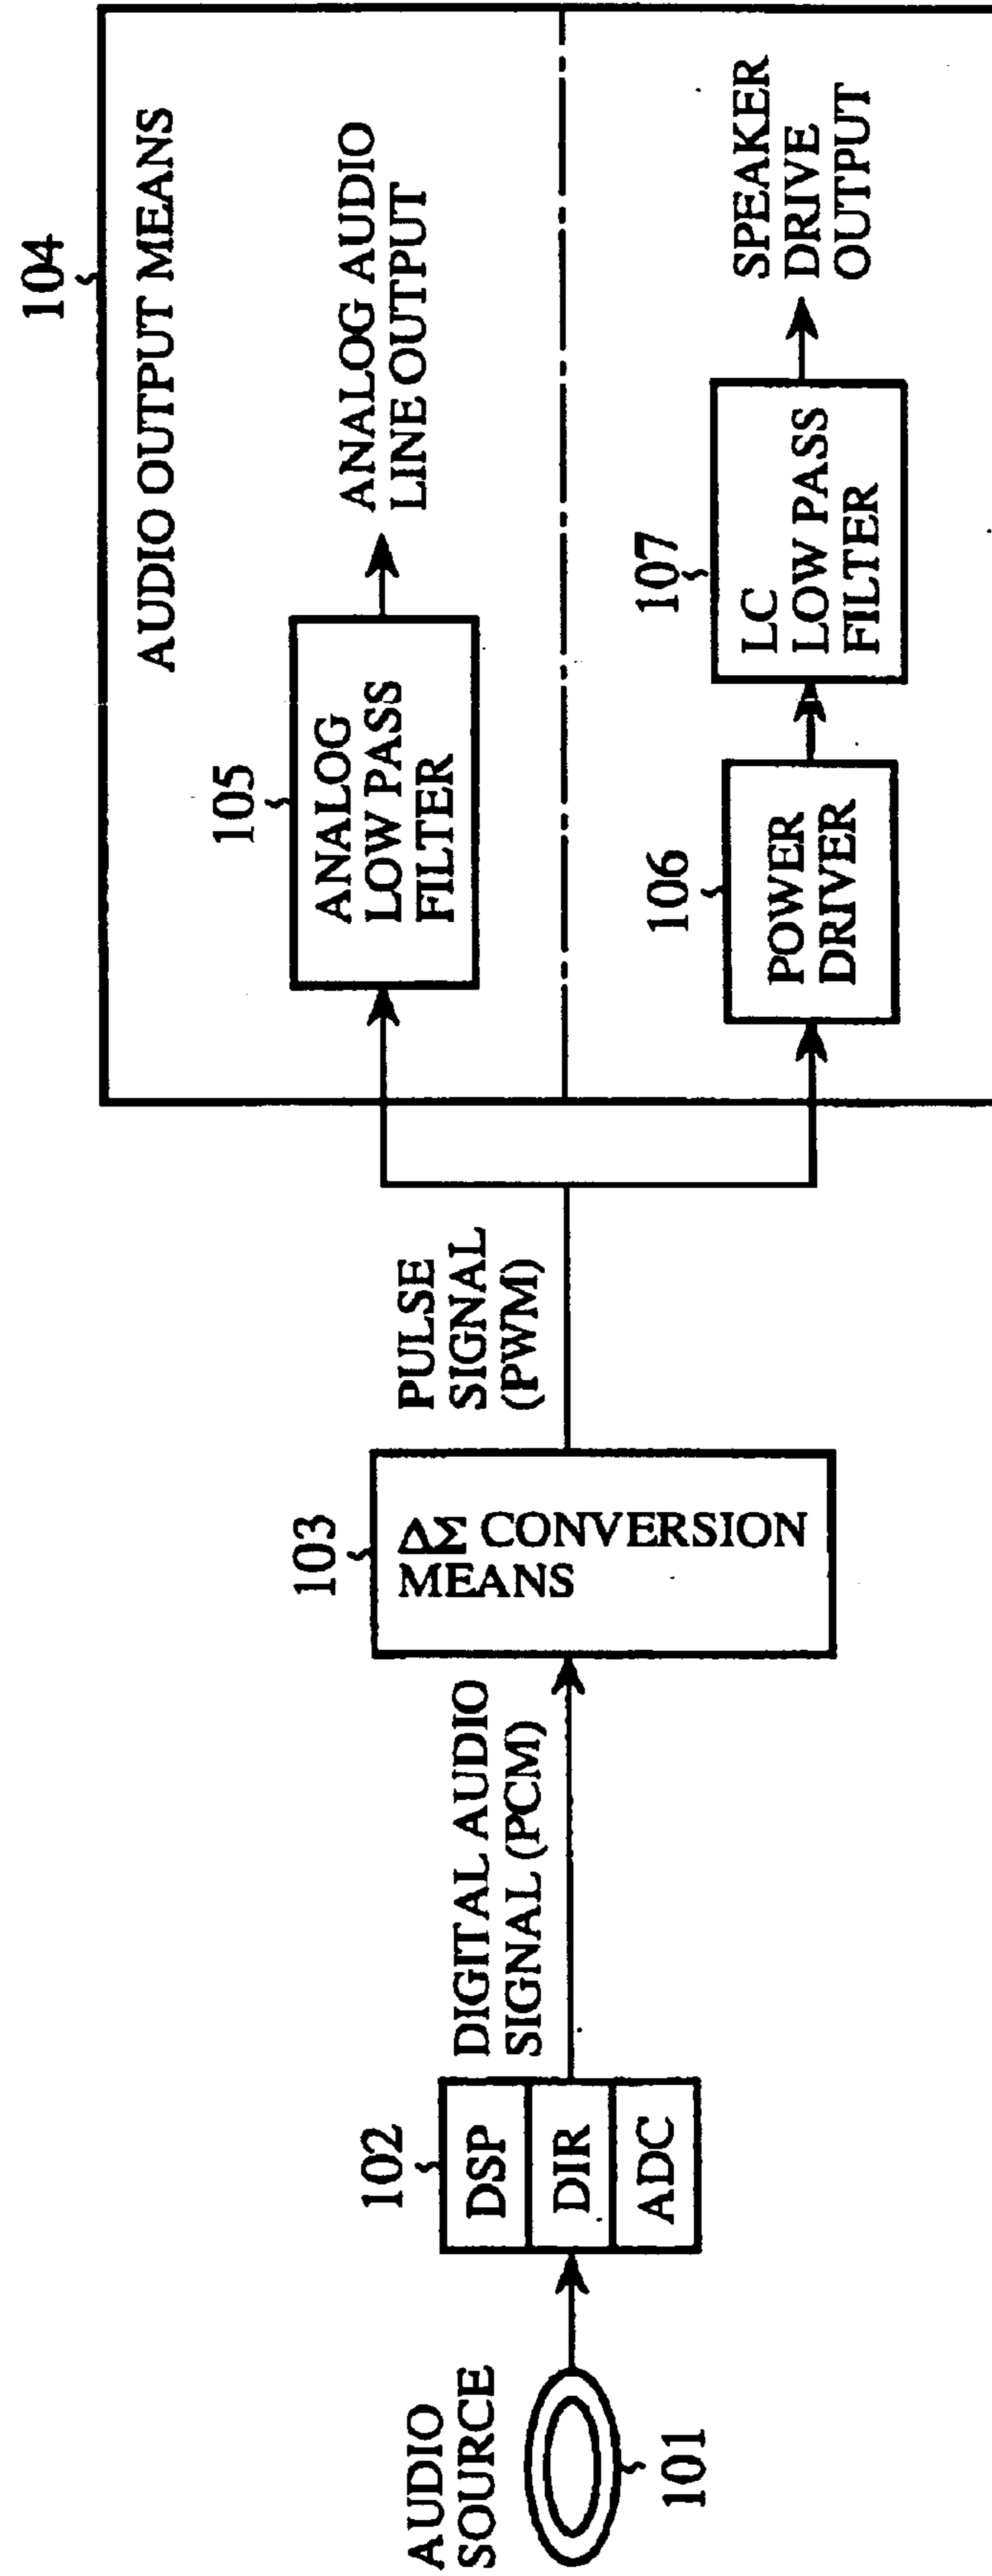 AUDIO
SOURCE
101
102
DSP
DIR
ADC
DIGITAL AUDIO
SIGNAL (PCM)
103
ΔΣ CONVERSION
MEANS
PULSE
SIGNAL
(PWM)
104
AUDIO OUTPUT MEANS
105
ANALOG
LOW PASS
FILTER
ANALOG AUDIO
LINE OUTPUT
106
POWER
DRIVER
107
LC
LOW PASS
FILTER
SPEAKER
DRIVE
OUTPUT